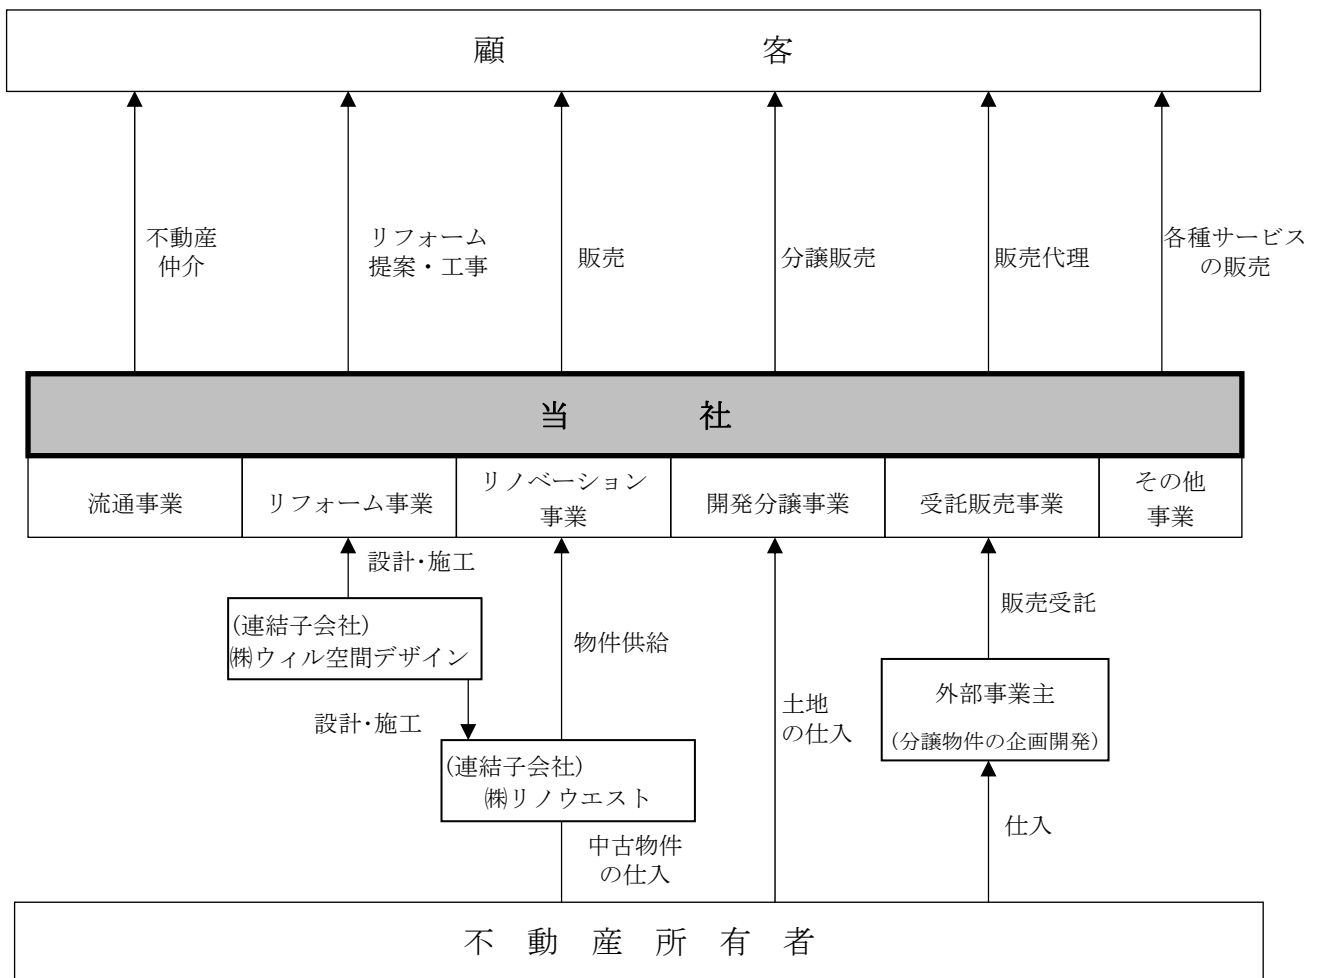 顧 客
不動産
仲介
リフォーム
提案・工事
販売
分譲販売
販売代理
各種サービス
の販売
当 社
流通事業
リフォーム事業
リノベーション
事業
開発分譲事業
受託販売事業
その他
事業
設計・施工
(連結子会社)
㈱ウィル空間デザイン
設計・施工
物件供給
(連結子会社)
㈱リノウエスト
中古物件
の仕入
土地
の仕入
販売受託
外部事業主
(分譲物件の企画開発)
仕入
不 動 産 所 有 者